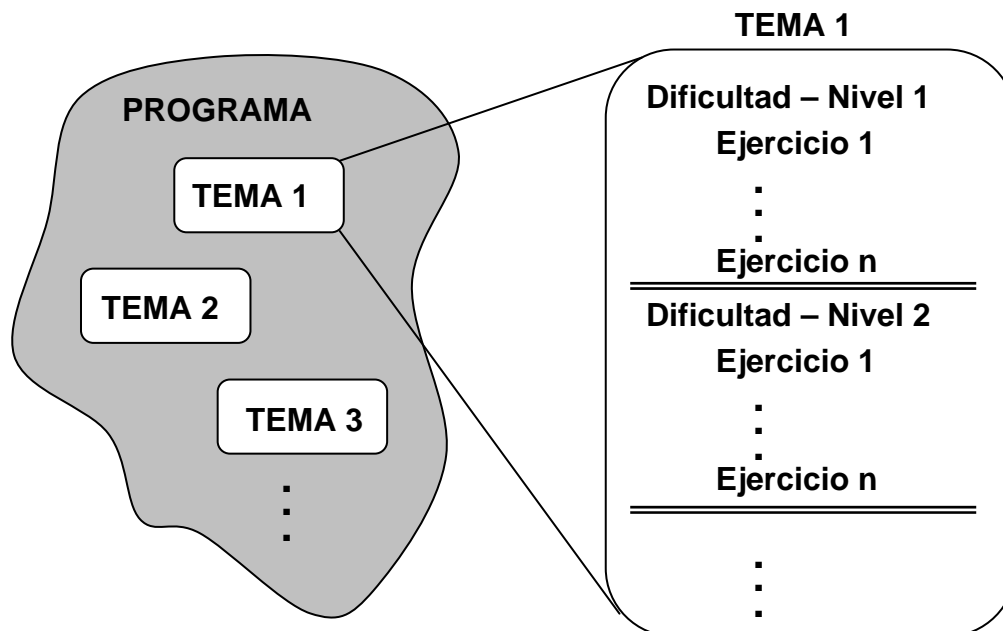 PROGRAMA
TEMA 1
TEMA 2
TEMA 3
.
.
.
TEMA 1
Dificultad – Nivel 1
Ejercicio 1
.
.
.
Ejercicio n
Dificultad – Nivel 2
Ejercicio 1
.
.
.
Ejercicio n
.
.
.